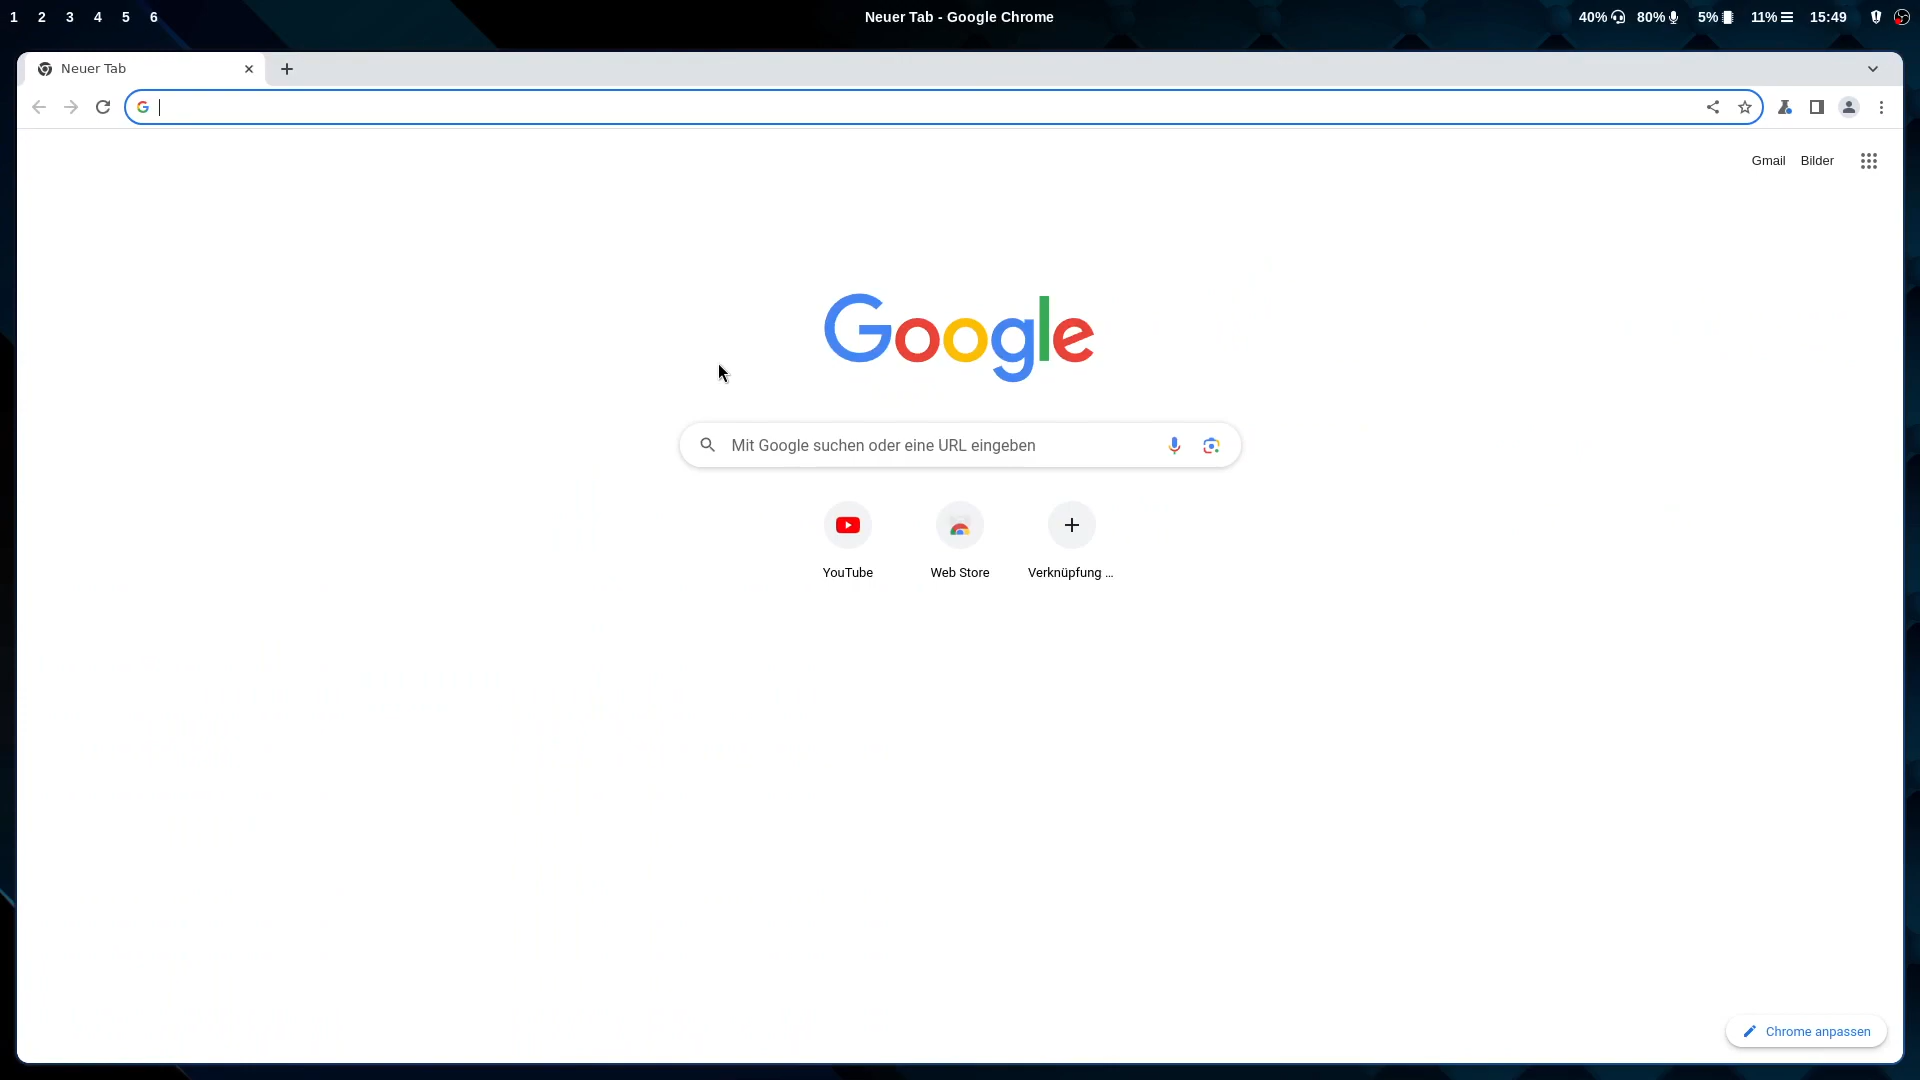 1 2 3 4 5 6 Neuer Tab - Google Chrome 40% 80% 5% 11% 15:49
Neuer Tab
Gmail Bilder
Google
Mit Google suchen oder eine URL eingeben
YouTube Web Store Verknüpfung ...
Chrome anpassen